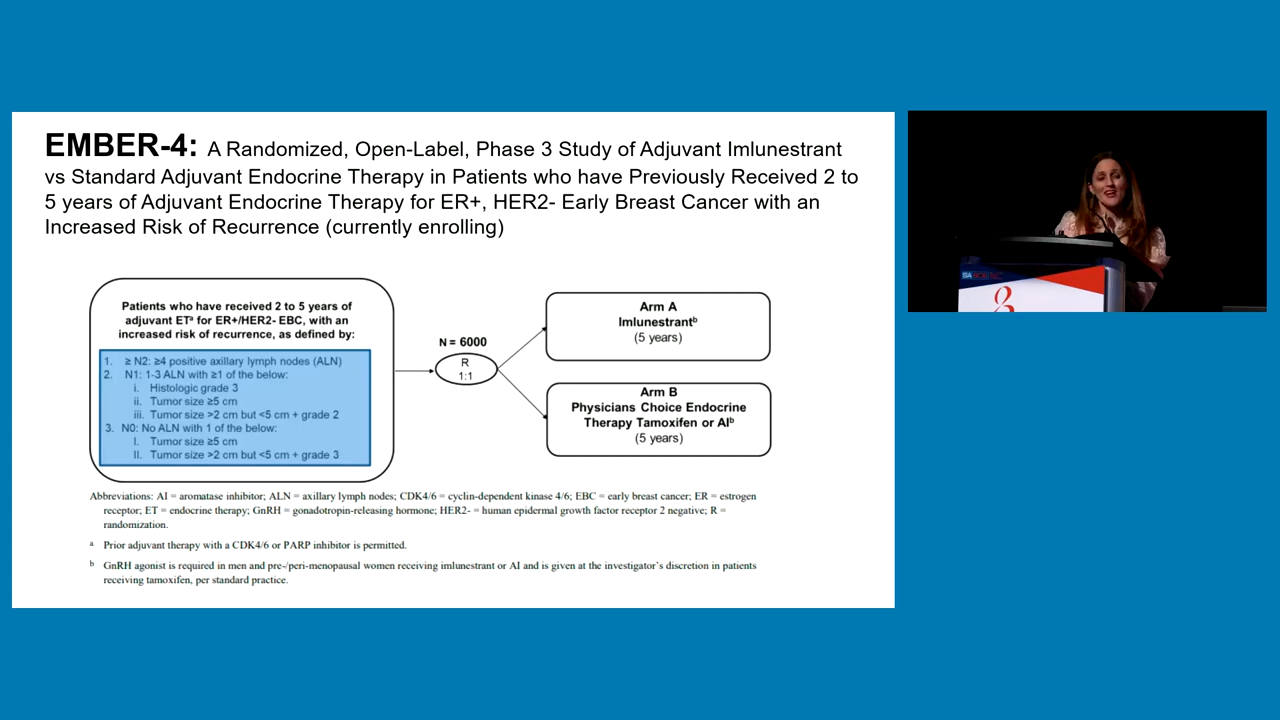 EMBER-4: A Randomized, Open-Label, Phase 3 Study of Adjuvant Imlunestrant
vs Standard Adjuvant Endocrine Therapy in Patients who have Previously Received 2 to
5 years of Adjuvant Endocrine Therapy for ER+, HER2- Early Breast Cancer with an
Increased Risk of Recurrence (currently enrolling)
Patients who have received 2 to 5 years of
adjuvant ETᵃ for ER+/HER2- EBC, with an
increased risk of recurrence, as defined by:
1. ≥ N2: ≥4 positive axillary lymph nodes (ALN)
2. N1: 1-3 ALN with ≥1 of the below:
i. Histologic grade 3
ii. Tumor size ≥5 cm
iii. Tumor size >2 cm but <5 cm + grade 2
3. N0: No ALN with 1 of the below:
I. Tumor size ≥5 cm
II. Tumor size >2 cm but <5 cm + grade 3
N = 6000
R
1:1
Arm A
Imlunestrantᵇ
(5 years)
Arm B
Physicians Choice Endocrine
Therapy Tamoxifen or AIᵇ
(5 years)
Abbreviations: AI = aromatase inhibitor; ALN = axillary lymph nodes; CDK4/6 = cyclin-dependent kinase 4/6; EBC = early breast cancer; ER = estrogen
receptor; ET = endocrine therapy; GnRH = gonadotropin-releasing hormone; HER2- = human epidermal growth factor receptor 2 negative; R =
randomization.
ᵃ Prior adjuvant therapy with a CDK4/6 or PARP inhibitor is permitted.
ᵇ GnRH agonist is required in men and pre-/peri-menopausal women receiving imlunestrant or AI and is given at the investigator's discretion in patients
receiving tamoxifen, per standard practice.